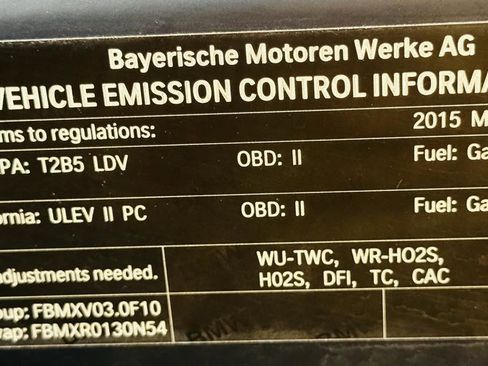 Bayerische Motoren Werke AG
VEHICLE EMISSION CONTROL INFORMA
ms to regulations: 2015 M
PA: T2B5 LDV OBD: II Fuel: Ga
ornia: ULEV II PC OBD: II Fuel: Ga
adjustments needed. WU-TWC, WR-HO2S,
HO2S, DFI, TC, CAC
oup: FBMXV03.0F10
vap: FBMXR0130N54
BMW